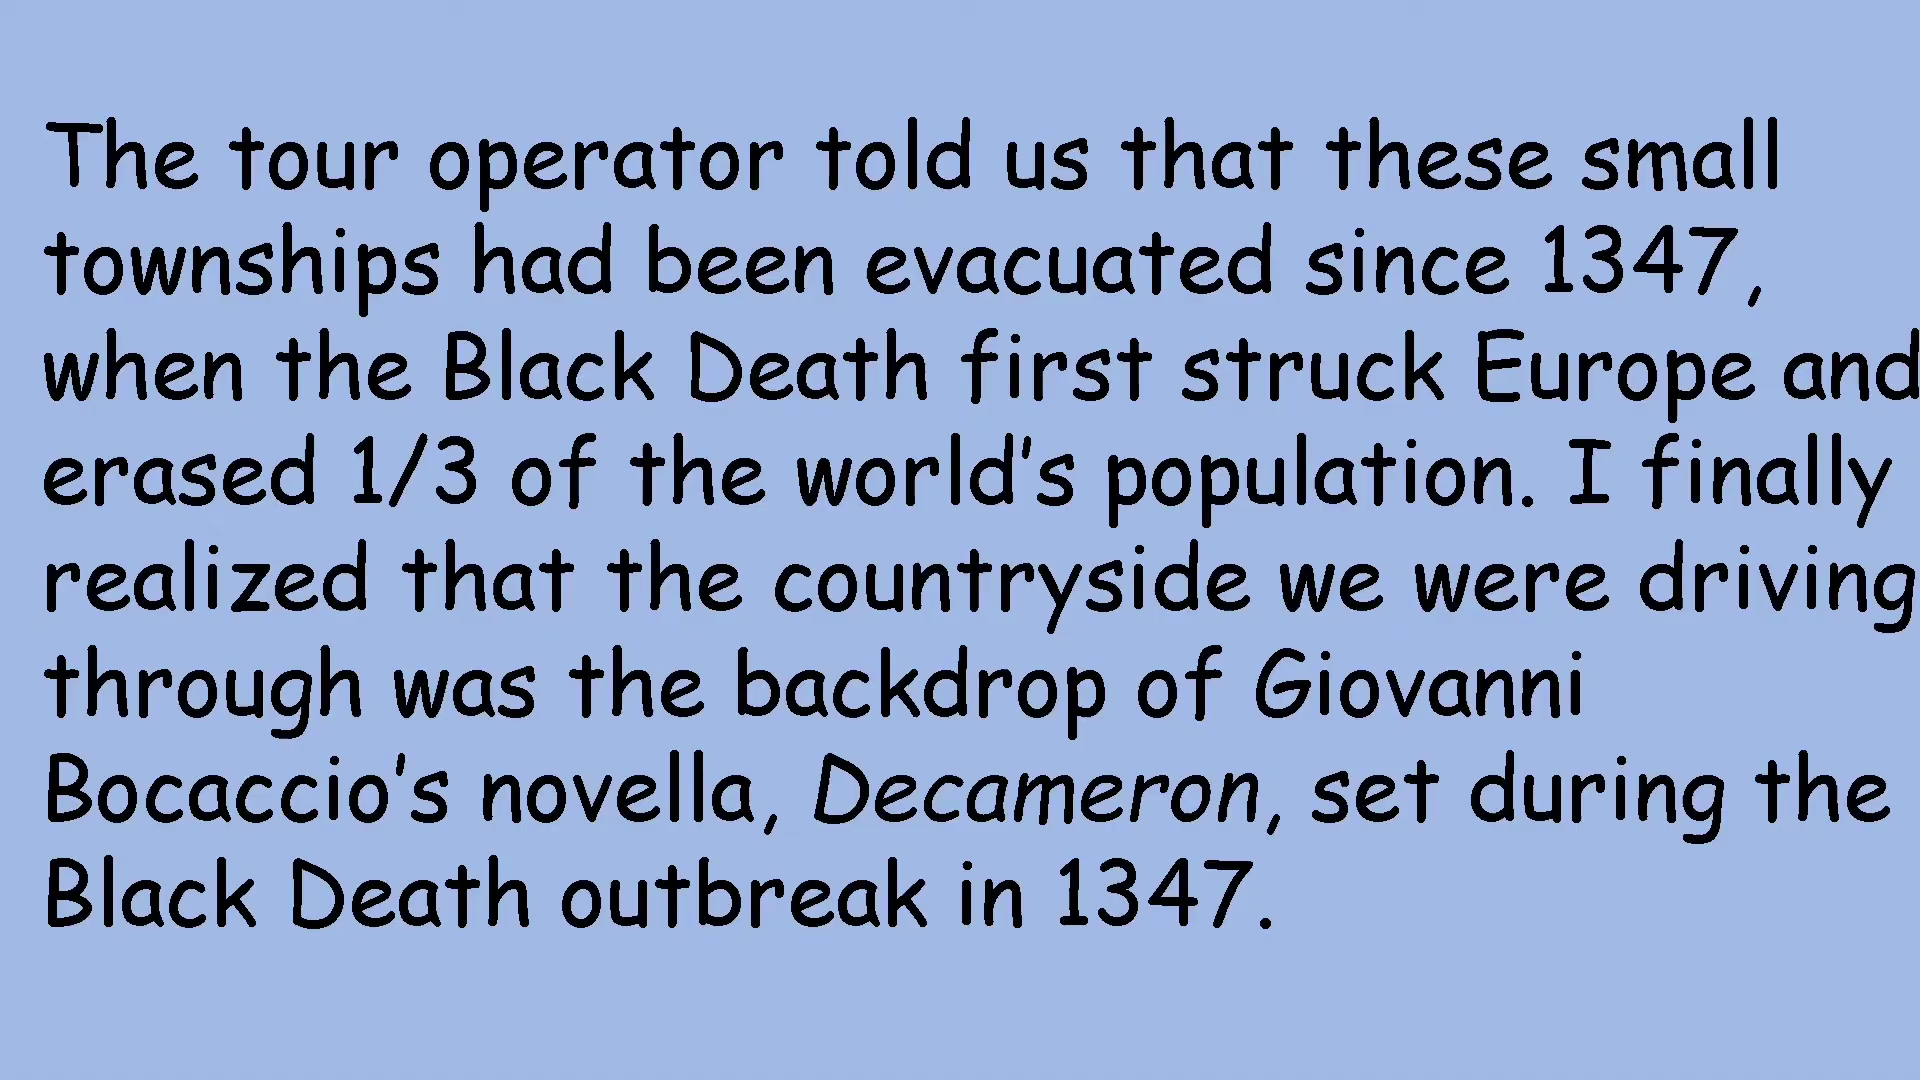 The tour operator told us that these small
townships had been evacuated since 1347,
when the Black Death first struck Europe and
erased 1/3 of the world's population. I finally
realized that the countryside we were driving
through was the backdrop of Giovanni
Bocaccio's novella, Decameron, set during the
Black Death outbreak in 1347.